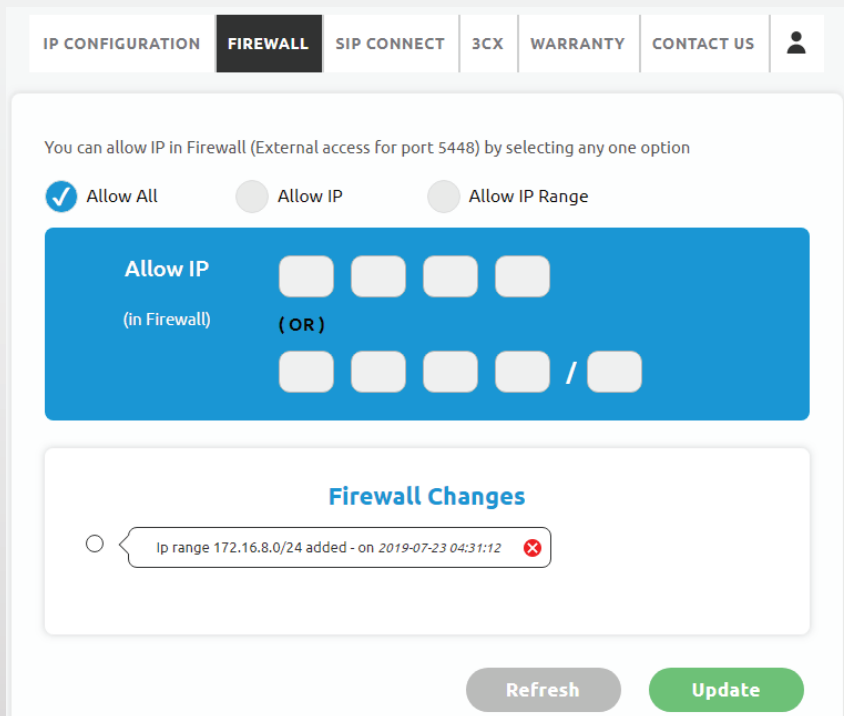 IP CONFIGURATION FIREWALL SIP CONNECT 3CX WARRANTY CONTACT US
You can allow IP in Firewall (External access for port 5448) by selecting any one option
Allow All Allow IP Allow IP Range
Allow IP
(in Firewall)
( OR )
/
Firewall Changes
Ip range 172.16.8.0/24 added - on 2019-07-23 04:31:12
Refresh Update